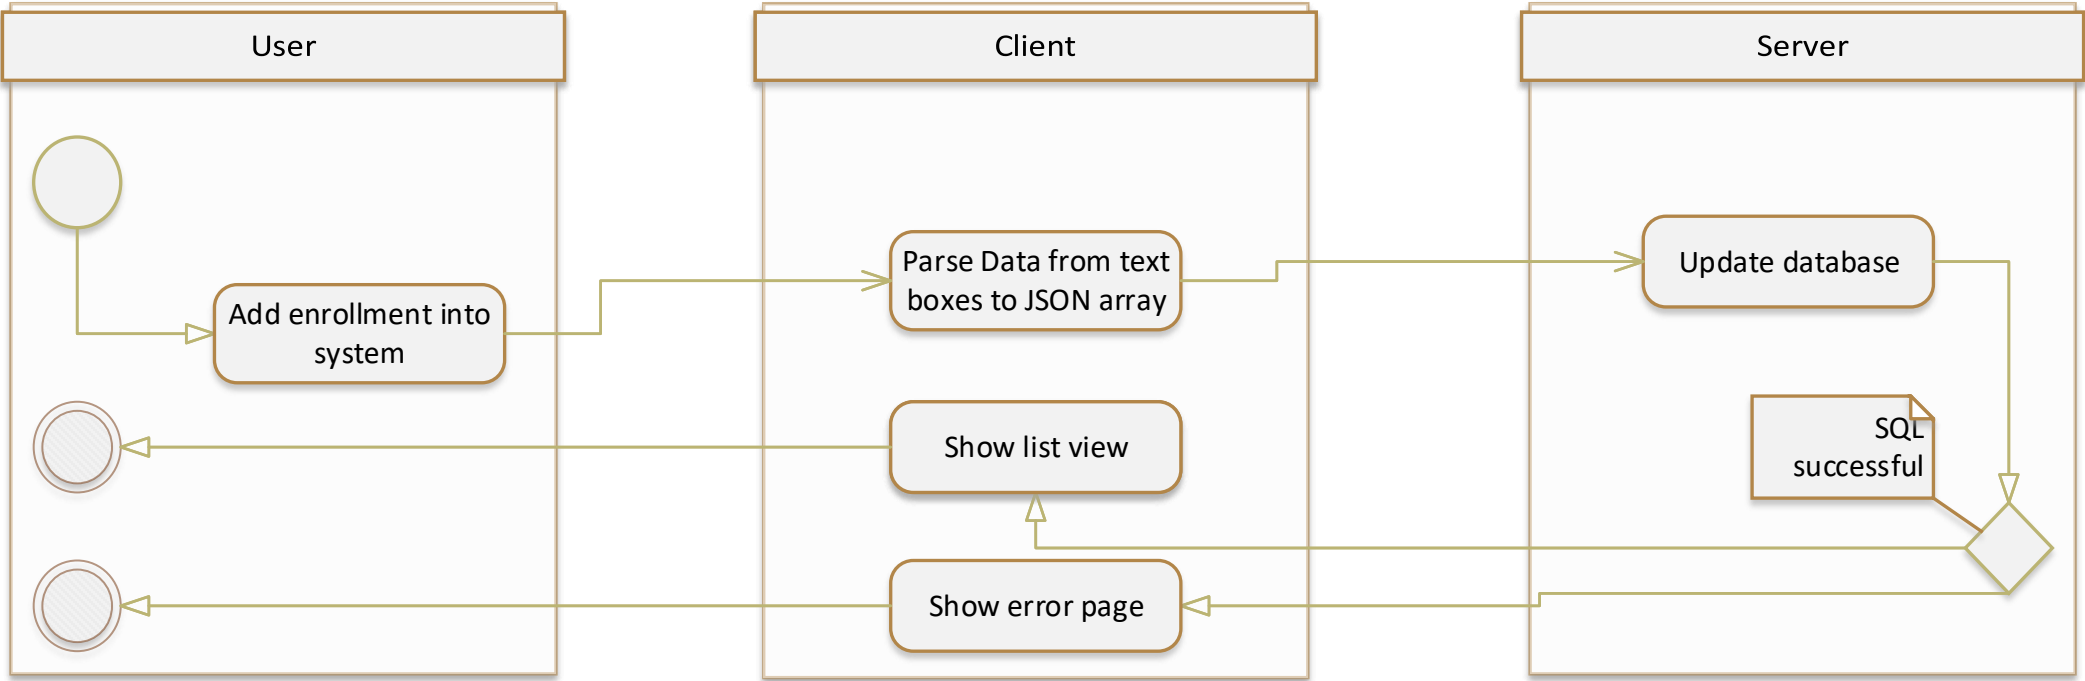 User
Client
Server
Add enrollment into
system
Parse Data from text
boxes to JSON array
Update database
SQL
successful
Show list view
Show error page